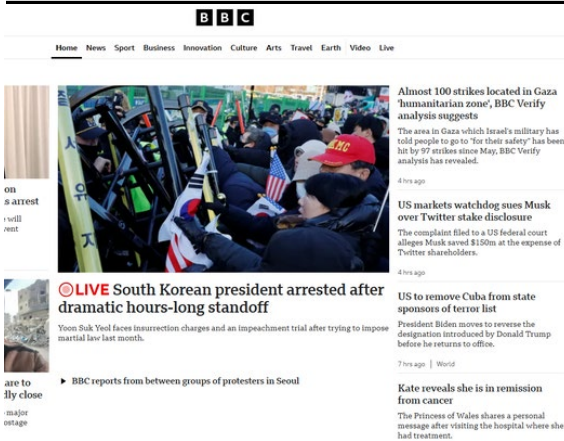 BBC
Home News Sport Business Innovation Culture Arts Travel Earth Video Live
on
s arrest
will
vent
자유
KMC
LIVE South Korean president arrested after
dramatic hours-long standoff
Yoon Suk Yeol faces insurrection charges and an impeachment trial after trying to impose
martial law last month.
BBC reports from between groups of protesters in Seoul
are to
dly close
major
ostage
Almost 100 strikes located in Gaza
'humanitarian zone', BBC Verify
analysis suggests
The area in Gaza which Israel's military has
told people to go to "for their safety" has been
hit by 97 strikes since May, BBC Verify
analysis has revealed.
4 hrs ago
US markets watchdog sues Musk
over Twitter stake disclosure
The complaint filed to a US federal court
alleges Musk saved $150m at the expense of
Twitter shareholders.
4 hrs ago
US to remove Cuba from state
sponsors of terror list
President Biden moves to reverse the
designation introduced by Donald Trump
before he returns to office.
7 hrs ago | World
Kate reveals she is in remission
from cancer
The Princess of Wales shares a personal
message after visiting the hospital where she
had treatment.